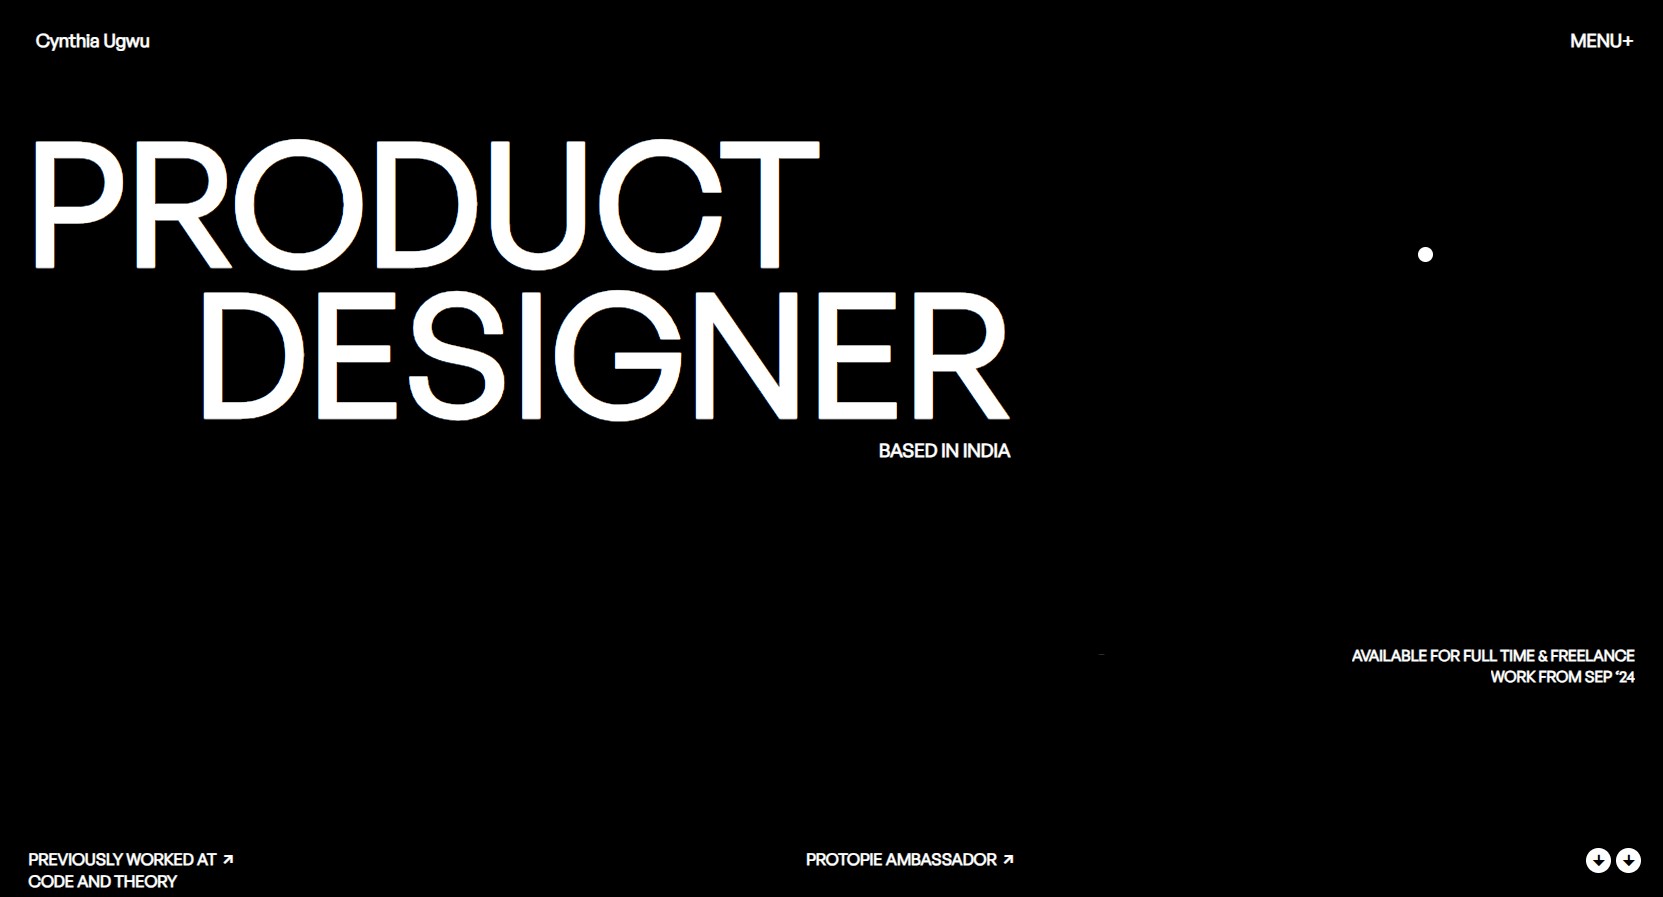 Cynthia Ugwu
MENU+
PRODUCT
DESIGNER
BASED IN INDIA
AVAILABLE FOR FULL TIME & FREELANCE
WORK FROM SEP ‘24
PREVIOUSLY WORKED AT
CODE AND THEORY
PROTOPIE AMBASSADOR